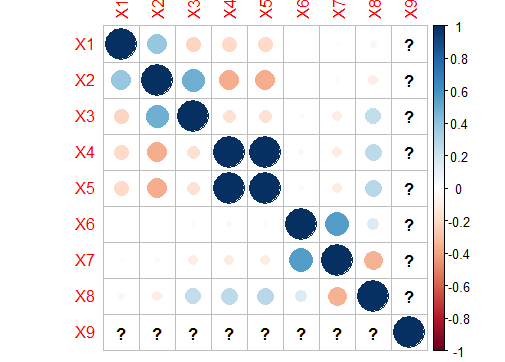 X1 X2 X3 X4 X5 X6 X7 X8 X9
X1 ? 1
X2 ? 0.8
X3 ? 0.6
X4 ? 0.4
X5 ? 0.2
X6 ? 0
X7 ? -0.2
X8 ? -0.4
X9 ? ? ? ? ? ? ? ? -0.6
-0.8
-1